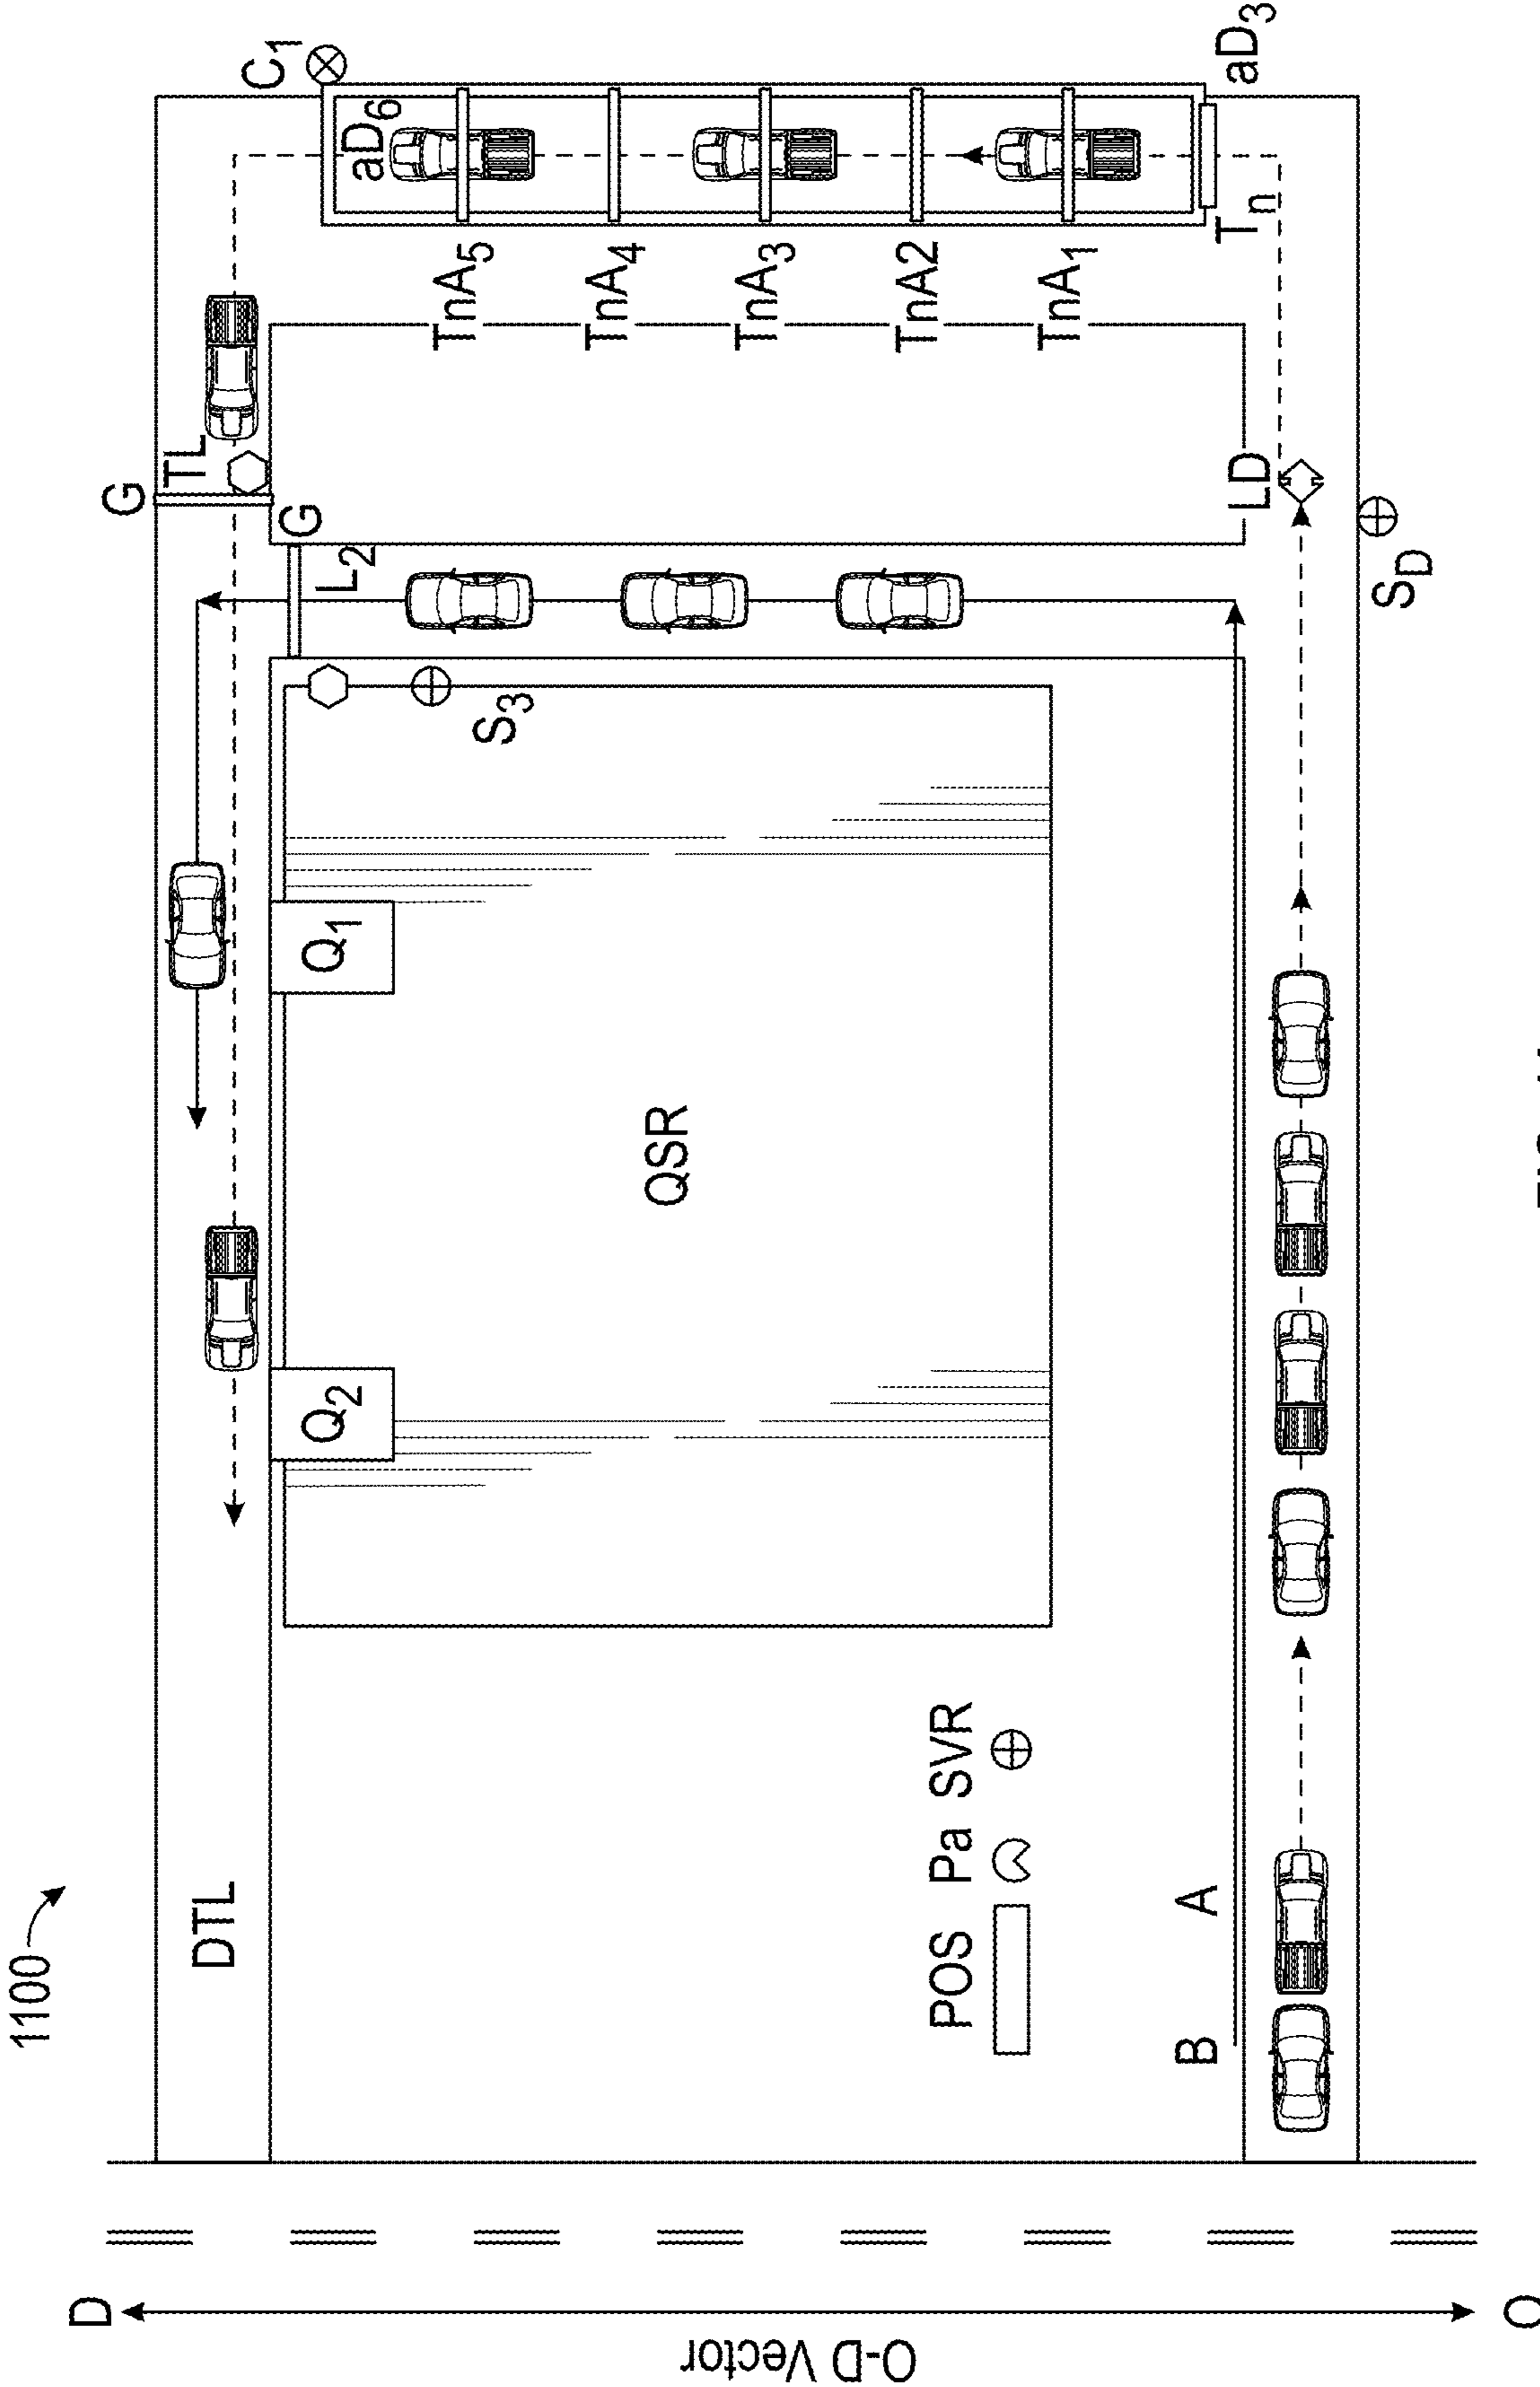 1100
DTL
G
TL
C1
aD6
G
L2
TnA5
TnA4
TnA3
TnA2
TnA1
S3
Q1
Q2
QSR
POS
Pa
SVR
B
A
LD
SD
Tn
aD3
D
O-D Vector
O